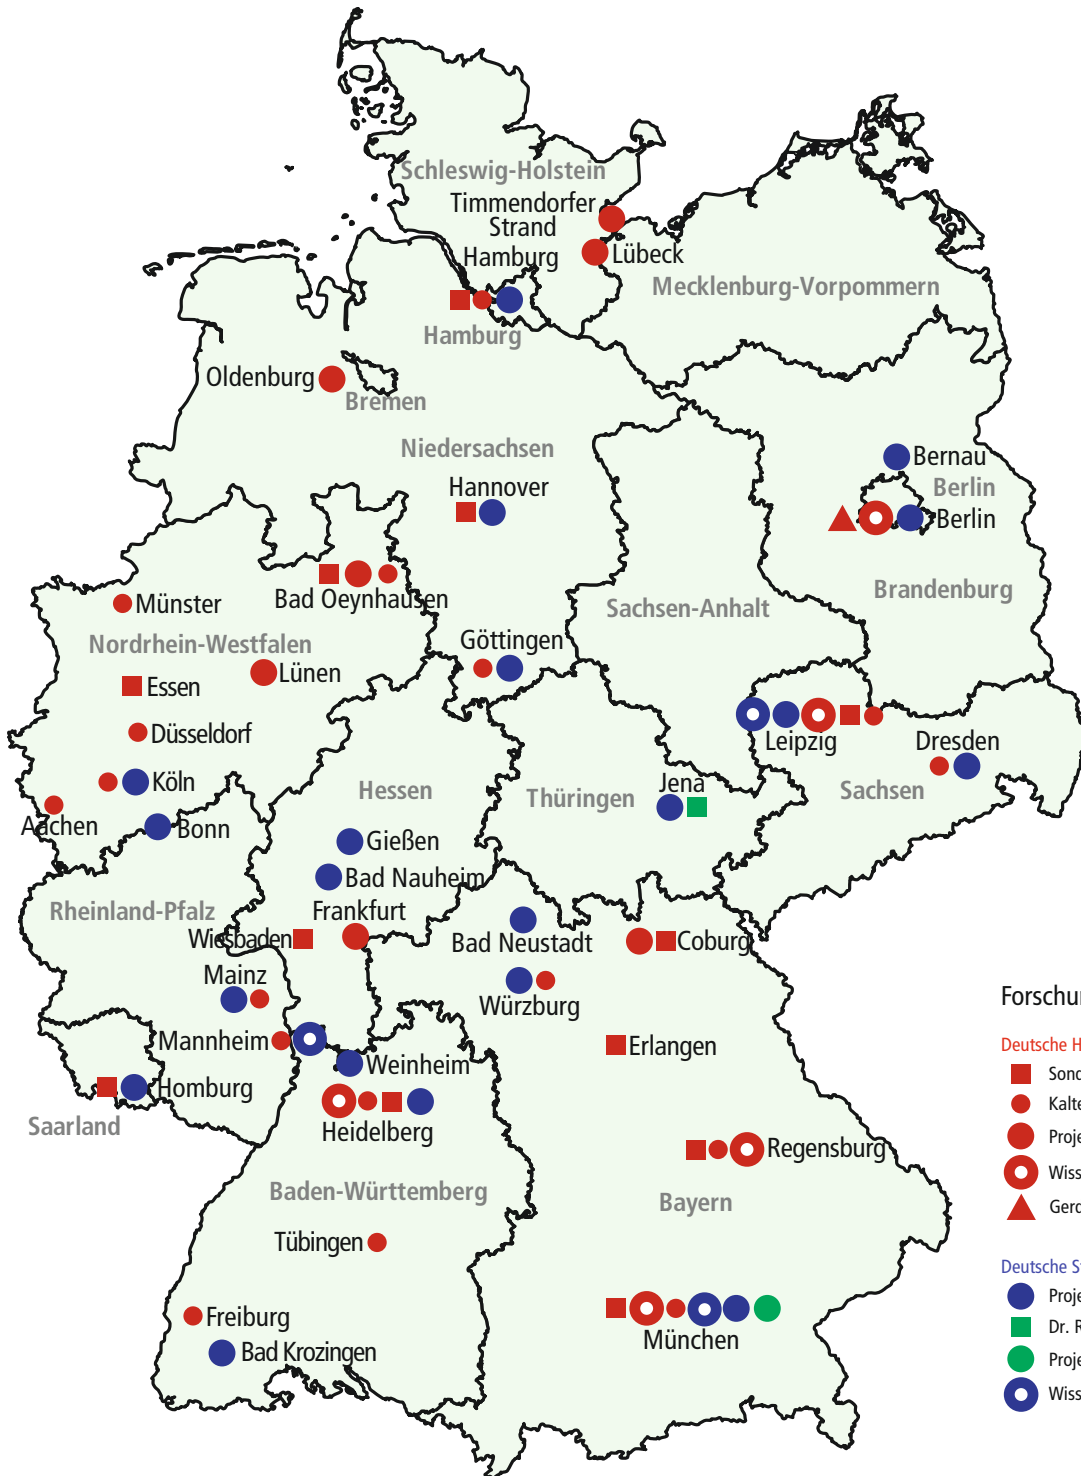 Schleswig-Holstein
Timmendorfer
Strand
Hamburg
Lübeck
Mecklenburg-Vorpommern
Hamburg
Oldenburg
Bremen
Niedersachsen
Bernau
Berlin
Hannover
Berlin
Brandenburg
Sachsen-Anhalt
Bad Oeynhausen
Münster
Nordrhein-Westfalen
Göttingen
Lünen
Essen
Düsseldorf
Leipzig
Dresden
Köln
Hessen
Thüringen
Jena
Sachsen
Aachen
Bonn
Gießen
Bad Nauheim
Rheinland-Pfalz
Frankfurt
Wiesbaden
Bad Neustadt
Coburg
Mainz
Würzburg
Mannheim
Erlangen
Weinheim
Homburg
Saarland
Heidelberg
Regensburg
Baden-Württemberg
Bayern
Tübingen
Freiburg
München
Bad Krozingen
Forschu
Deutsche H
Sond
Kalte
Proje
Wiss
Gerd
Deutsche S
Proje
Dr. R
Proje
Wiss